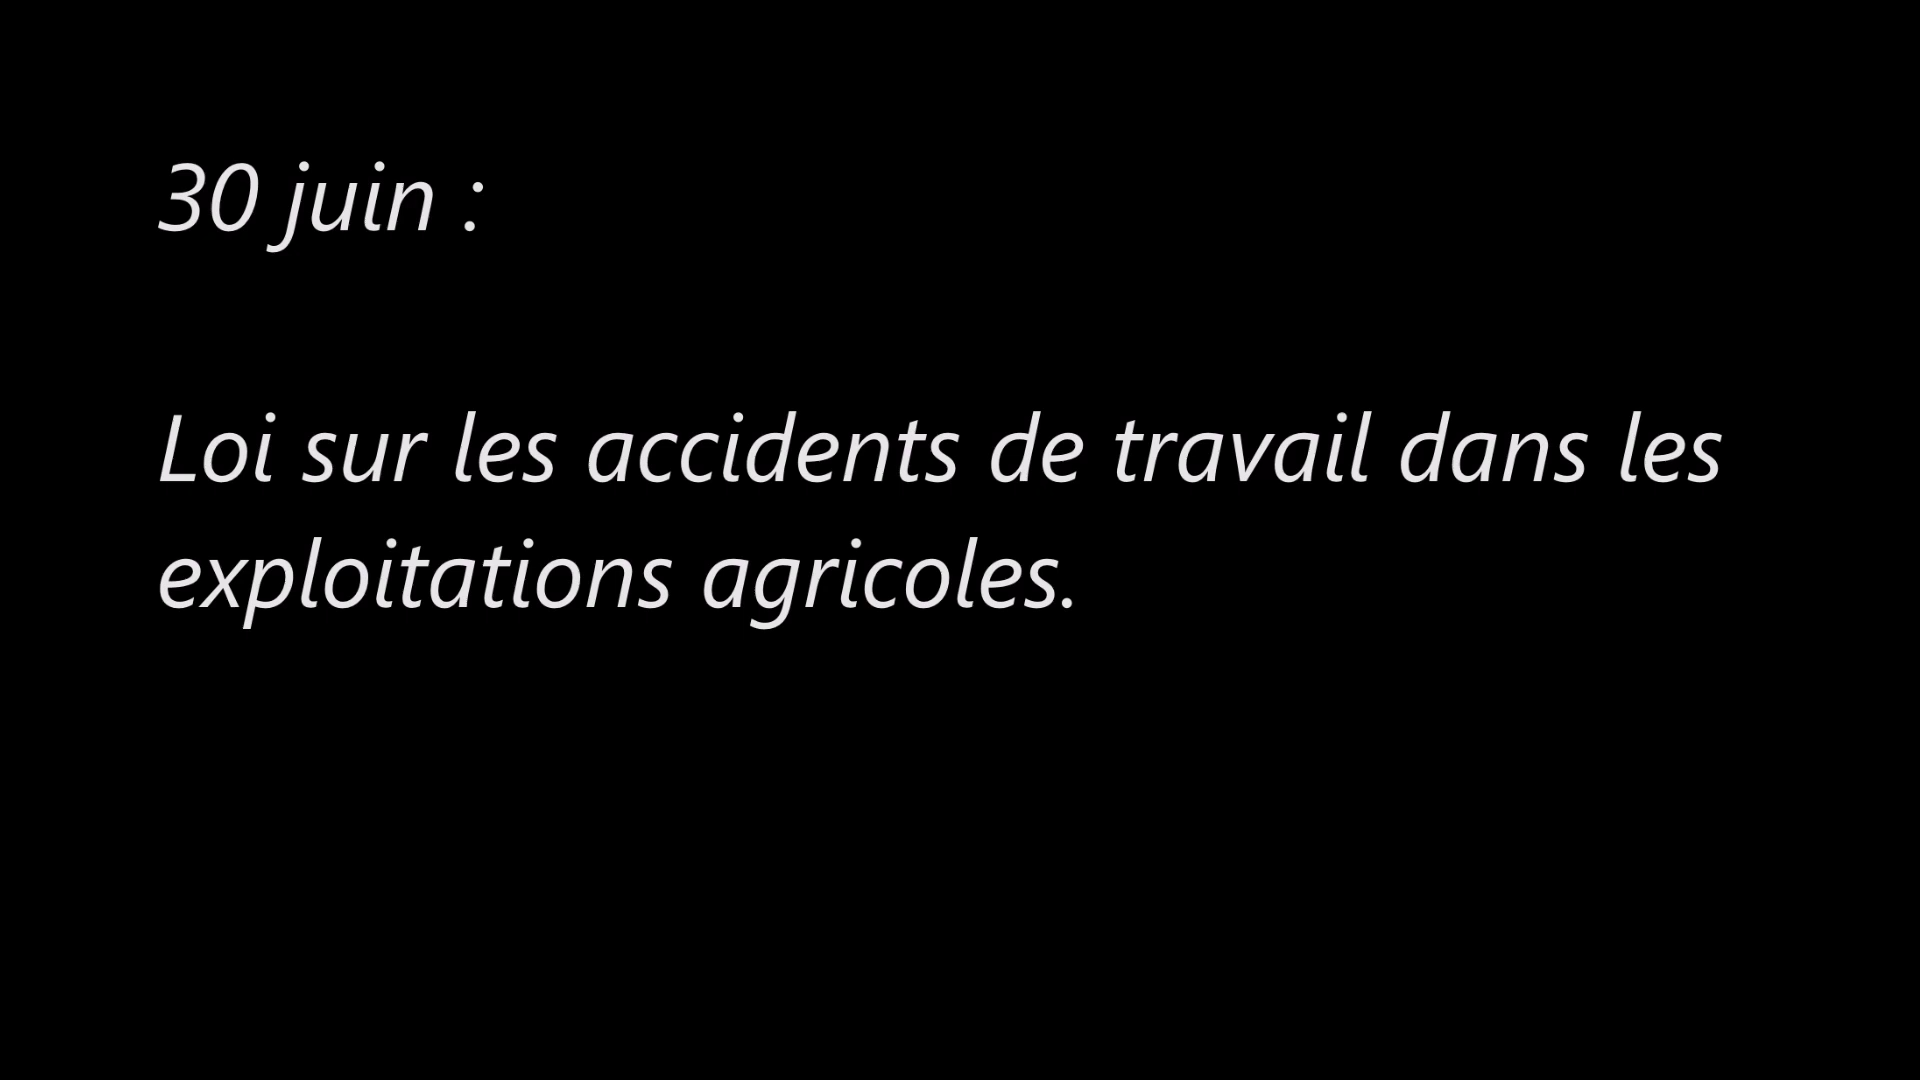 30 juin :
Loi sur les accidents de travail dans les
exploitations agricoles.